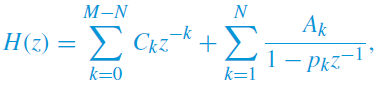 H(z) = \sum_{k=0}^{M-N} C_k z^{-k} + \sum_{k=1}^{N} \frac{A_k}{1 - p_k z^{-1}},